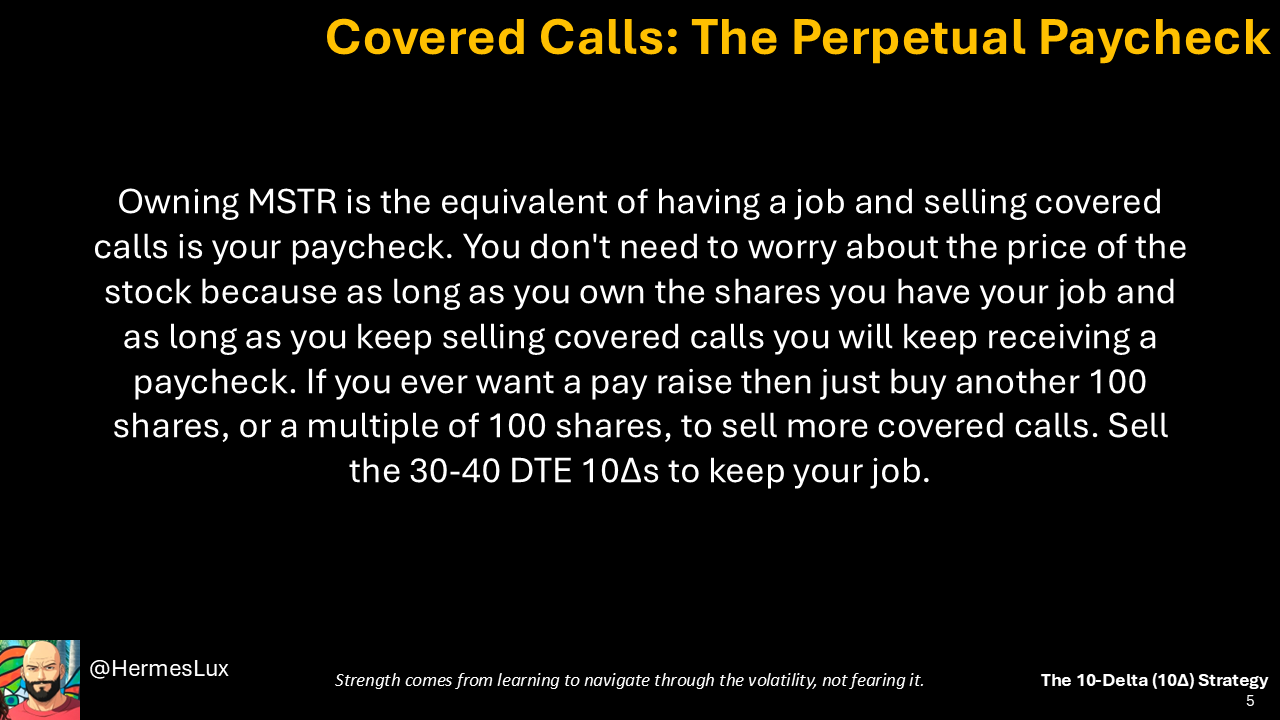 Covered Calls: The Perpetual Paycheck
Owning MSTR is the equivalent of having a job and selling covered
calls is your paycheck. You don't need to worry about the price of the
stock because as long as you own the shares you have your job and
as long as you keep selling covered calls you will keep receiving a
paycheck. If you ever want a pay raise then just buy another 100
shares, or a multiple of 100 shares, to sell more covered calls. Sell
the 30-40 DTE 10Δs to keep your job.
@HermesLux
Strength comes from learning to navigate through the volatility, not fearing it.
The 10-Delta (10Δ) Strategy
5